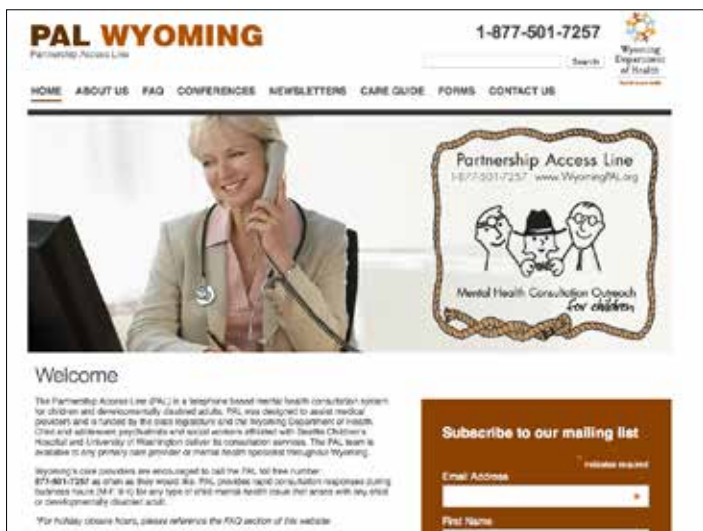 PAL WYOMING
Partnership Access Line
1-877-501-7257
Search
Wyoming
Department
of Health
HOME ABOUT US FAQ CONFERENCES NEWSLETTERS CARE GUIDE FORMS CONTACT US
Partnership Access Line
1-877-501-7257 www.WyomingPAL.org
Mental Health Consultation Outreach
for children
Welcome
The Partnership Access Line (PAL) is a telephone based mental health consultation system
for children and developmentally disabled adults. PAL was designed to assist medical
providers and is funded by the state legislature and the Wyoming Department of Health.
Child and adolescent psychiatrists and social workers affiliated with Seattle Children's
Hospital and University of Washington deliver its consultation services. The PAL team is
available to any primary care provider or mental health specialist throughout Wyoming.
Wyoming's care providers are encouraged to call the PAL toll free number
877-501-7257 as often as they would like. PAL provides rapid consultation responses during
business hours (M-F, 9-6) for any type of child mental health issue that arises with any child
or developmentally disabled adult.
*For holiday closure hours, please reference the FAQ section of this website
Subscribe to our mailing list
* indicates required
Email Address
*
First Name